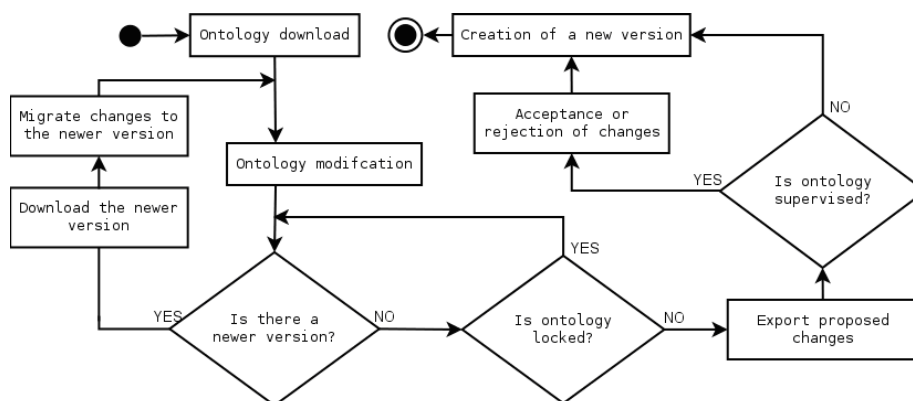 Ontology download
Creation of a new version
Migrate changes to
the newer version
Acceptance or
rejection of changes
NO
Ontology modifcation
YES
Is ontology
supervised?
Download the newer
version
YES
YES
Is there a
newer version?
NO
Is ontology
locked?
NO
Export proposed
changes